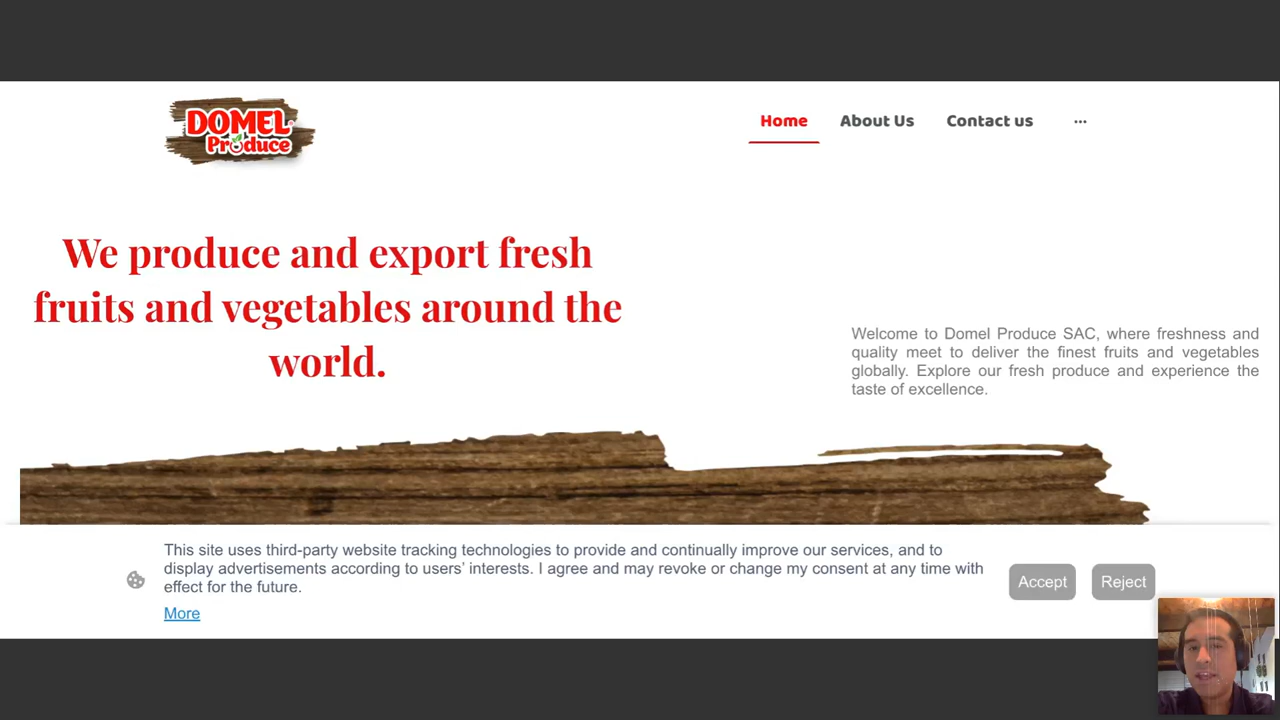 DOMEL
Produce
Home
About Us
Contact us
...
We produce and export fresh
fruits and vegetables around the
world.
Welcome to Domel Produce SAC, where freshness and
quality meet to deliver the finest fruits and vegetables
globally. Explore our fresh produce and experience the
taste of excellence.
This site uses third-party website tracking technologies to provide and continually improve our services, and to
display advertisements according to users’ interests. I agree and may revoke or change my consent at any time with
effect for the future.
More
Accept
Reject